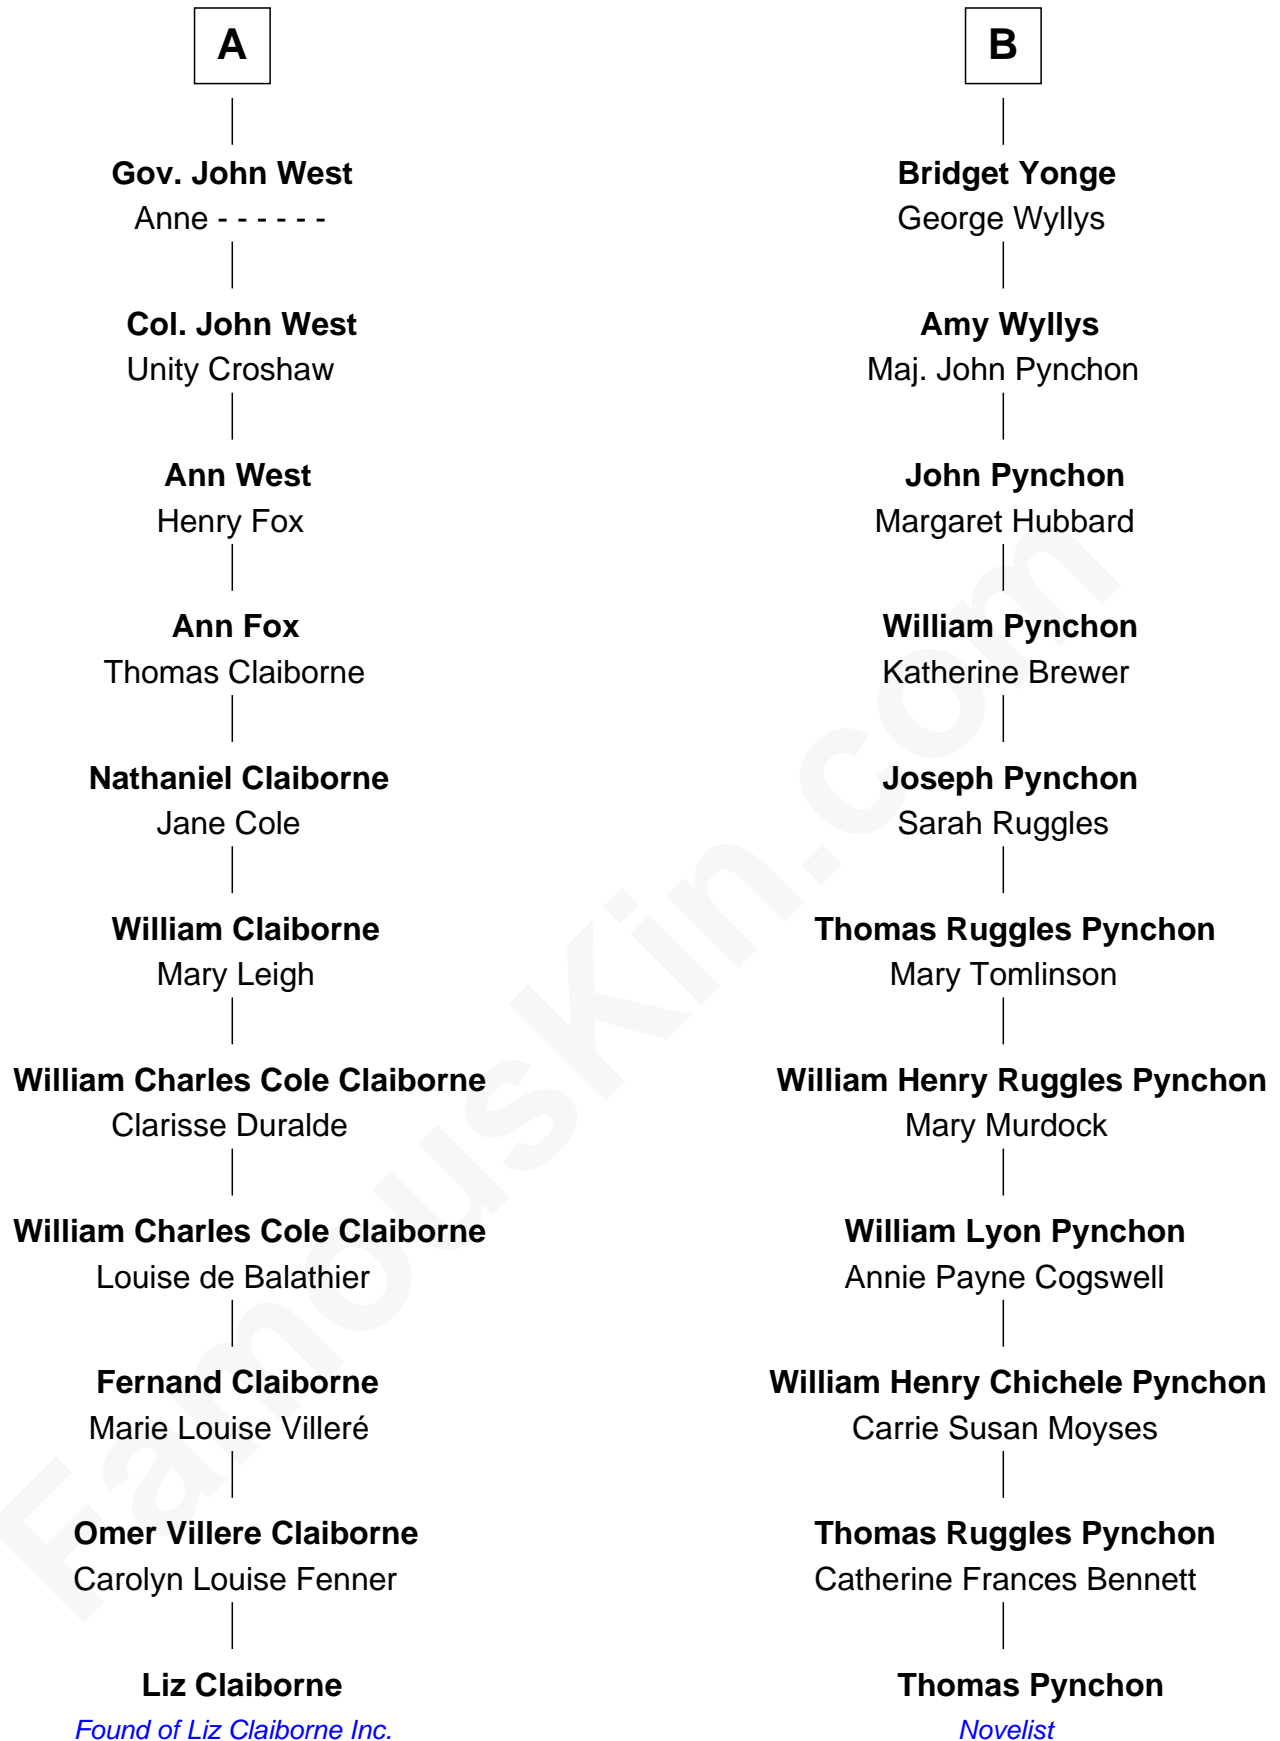 A
Gov. John West
Anne - - - - - -
Col. John West
Unity Croshaw
Ann West
Henry Fox
Ann Fox
Thomas Claiborne
Nathaniel Claiborne
Jane Cole
William Claiborne
Mary Leigh
William Charles Cole Claiborne
Clarisse Duralde
William Charles Cole Claiborne
Louise de Balathier
Fernand Claiborne
Marie Louise Villeré
Omer Villere Claiborne
Carolyn Louise Fenner
Liz Claiborne
Found of Liz Claiborne Inc.
B
Bridget Yonge
George Wyllys
Amy Wyllys
Maj. John Pynchon
John Pynchon
Margaret Hubbard
William Pynchon
Katherine Brewer
Joseph Pynchon
Sarah Ruggles
Thomas Ruggles Pynchon
Mary Tomlinson
William Henry Ruggles Pynchon
Mary Murdock
William Lyon Pynchon
Annie Payne Cogswell
William Henry Chichele Pynchon
Carrie Susan Moyses
Thomas Ruggles Pynchon
Catherine Frances Bennett
Thomas Pynchon
Novelist
FamousKin.com